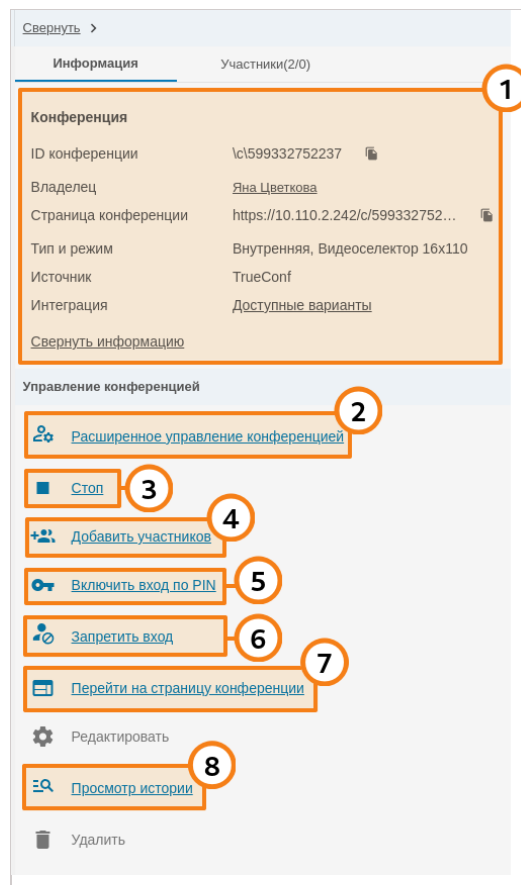 Свернуть >
Информация Участники(2/0)
1
Конференция
ID конференции \c\599332752237
Владелец Яна Цветкова
Страница конференции https://10.110.2.242/c/599332752...
Тип и режим Внутренняя, Видеоселектор 16x110
Источник TrueConf
Интеграция Доступные варианты
Свернуть информацию
Управление конференцией
2
Расширенное управление конференцией
Стоп 3
4
Добавить участников
Включить вход по PIN 5
Запретить вход 6
7
Перейти на страницу конференции
Редактировать
8
Просмотр истории
Удалить